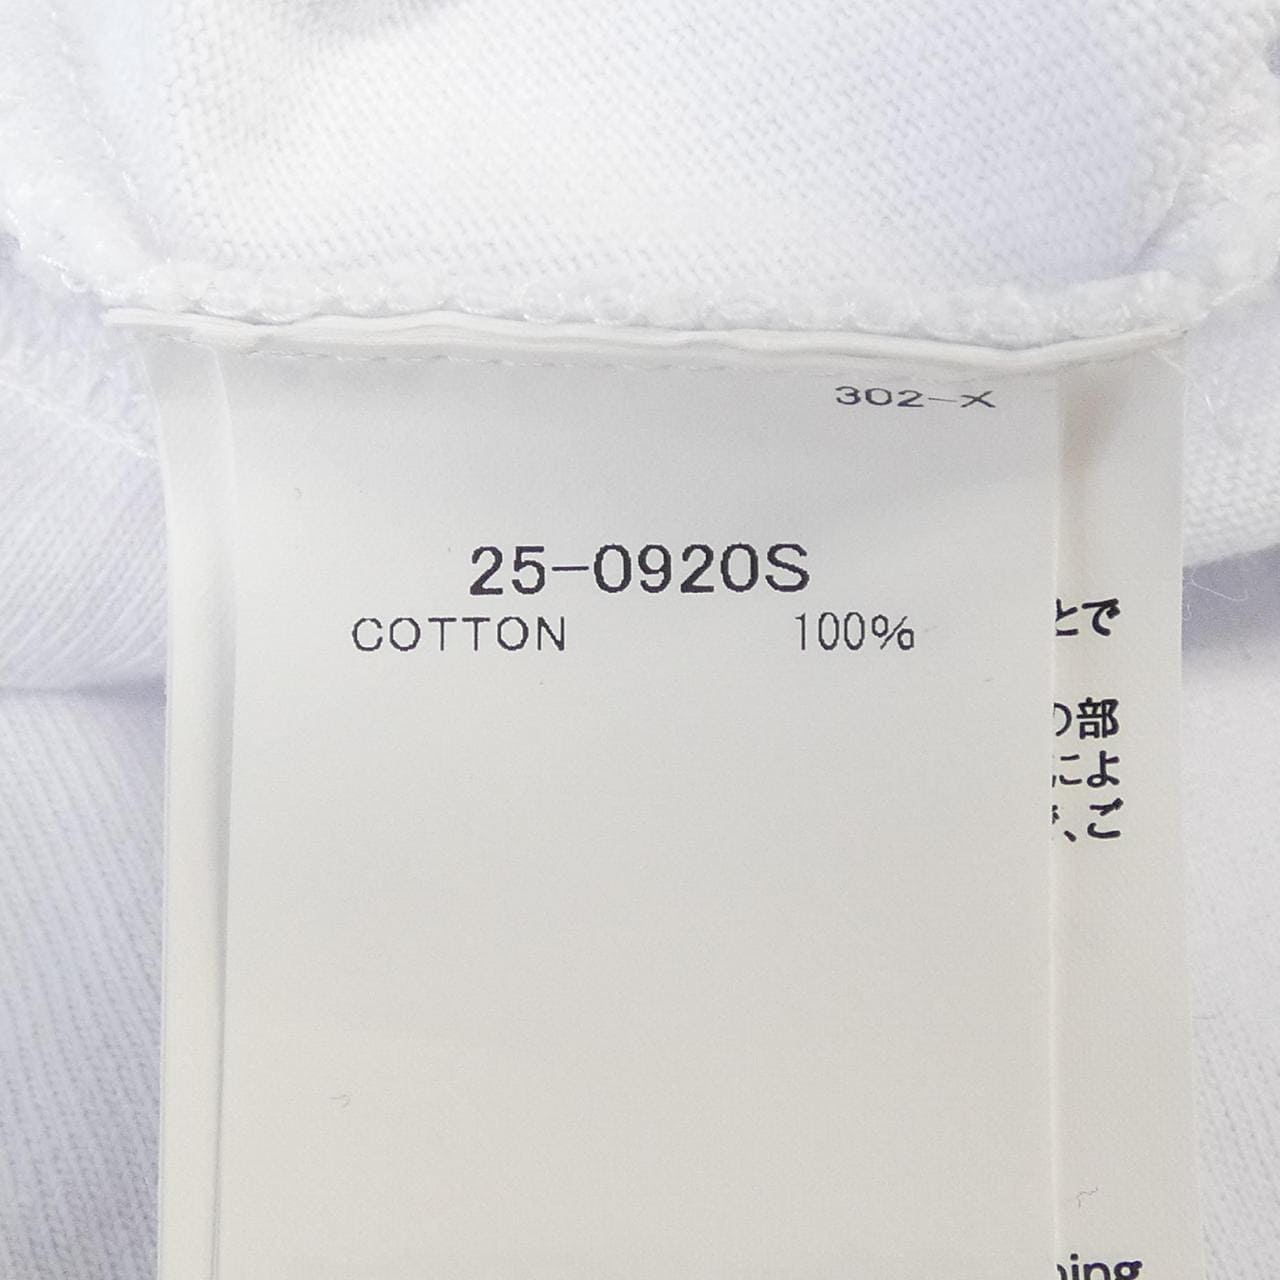 302-X
25-0920S
COTTON 100%
とで
の部
によ
、ご